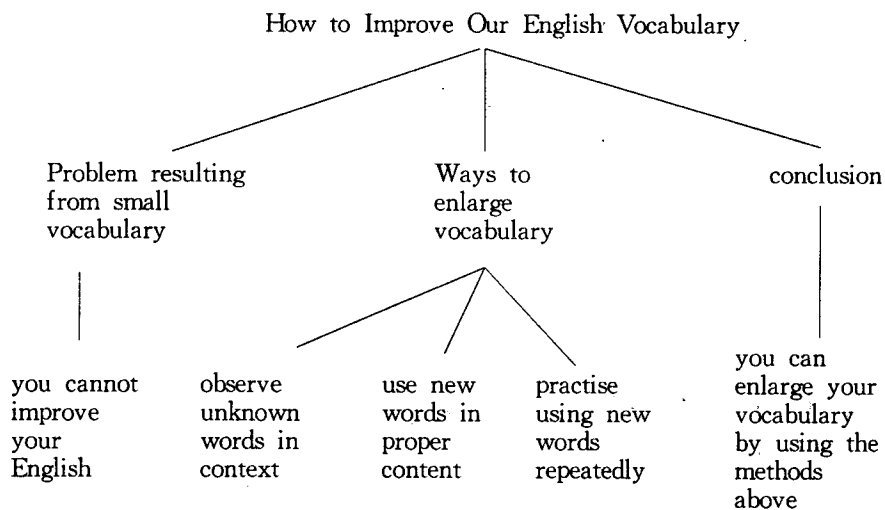 How to Improve Our English Vocabulary
Problem resulting
from small
vocabulary
Ways to
enlarge
vocabulary
conclusion
you cannot
improve
your
English
observe
unknown
words in
context
use new
words in
proper
content
practise
using new
words
repeatedly
you can
enlarge your
vocabulary
by using the
methods
above